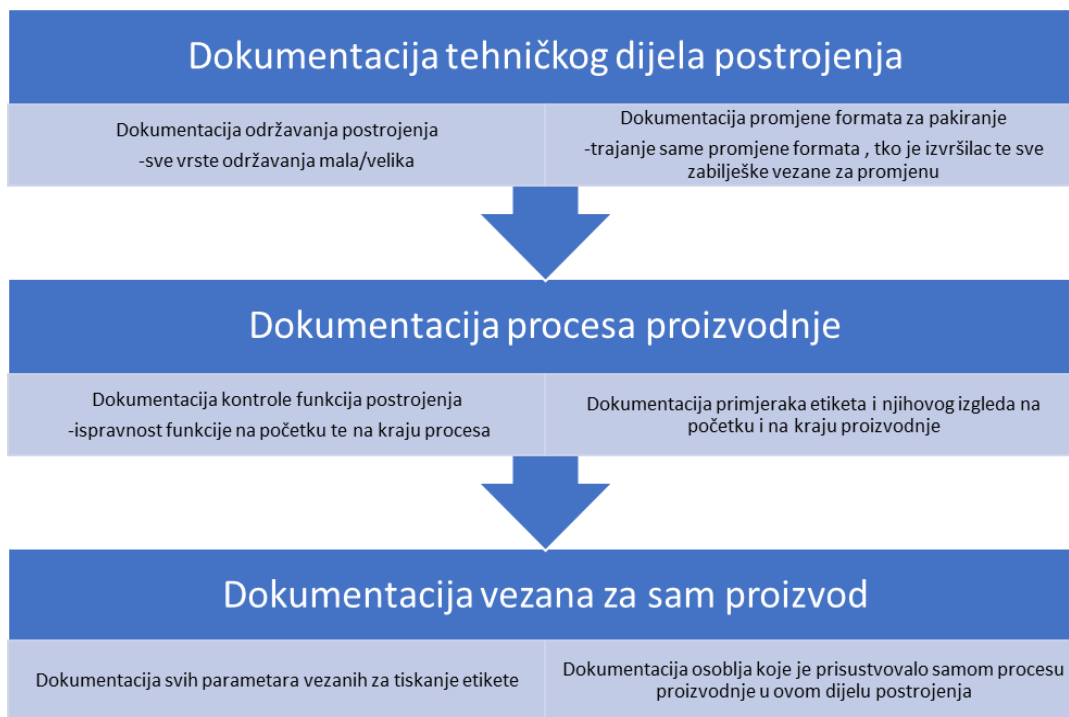 Dokumentacija tehničkog dijela postrojenja
Dokumentacija održavanja postrojenja
-sve vrste održavanja mala/velika
Dokumentacija promjene formata za pakiranje
-trajanje same promjene formata , tko je izvršilac te sve
zabilješke vezane za promjenu
Dokumentacija procesa proizvodnje
Dokumentacija kontrole funkcija postrojenja
-ispravnost funkcije na početku te na kraju procesa
Dokumentacija primjeraka etiketa i njihovog izgleda na
početku i na kraju proizvodnje
Dokumentacija vezana za sam proizvod
Dokumentacija svih parametara vezanih za tiskanje etikete
Dokumentacija osoblja koje je prisustvovalo samom procesu
proizvodnje u ovom dijelu postrojenja